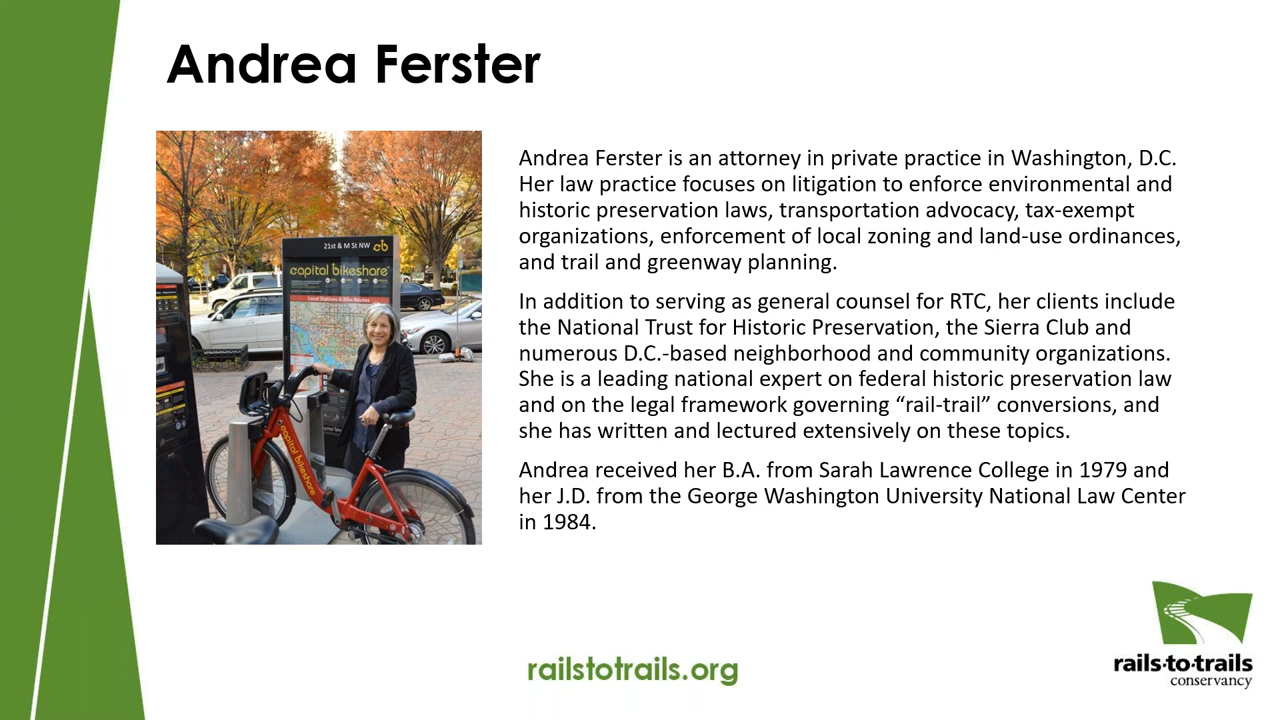 Andrea Ferster
21st & M St NW cb
capital bikeshare
Local Stations & Bike Routes
capital bikeshare
Andrea Ferster is an attorney in private practice in Washington, D.C.
Her law practice focuses on litigation to enforce environmental and
historic preservation laws, transportation advocacy, tax-exempt
organizations, enforcement of local zoning and land-use ordinances,
and trail and greenway planning.
In addition to serving as general counsel for RTC, her clients include
the National Trust for Historic Preservation, the Sierra Club and
numerous D.C.-based neighborhood and community organizations.
She is a leading national expert on federal historic preservation law
and on the legal framework governing “rail-trail” conversions, and
she has written and lectured extensively on these topics.
Andrea received her B.A. from Sarah Lawrence College in 1979 and
her J.D. from the George Washington University National Law Center
in 1984.
railstotrails.org
rails·to·trails
conservancy